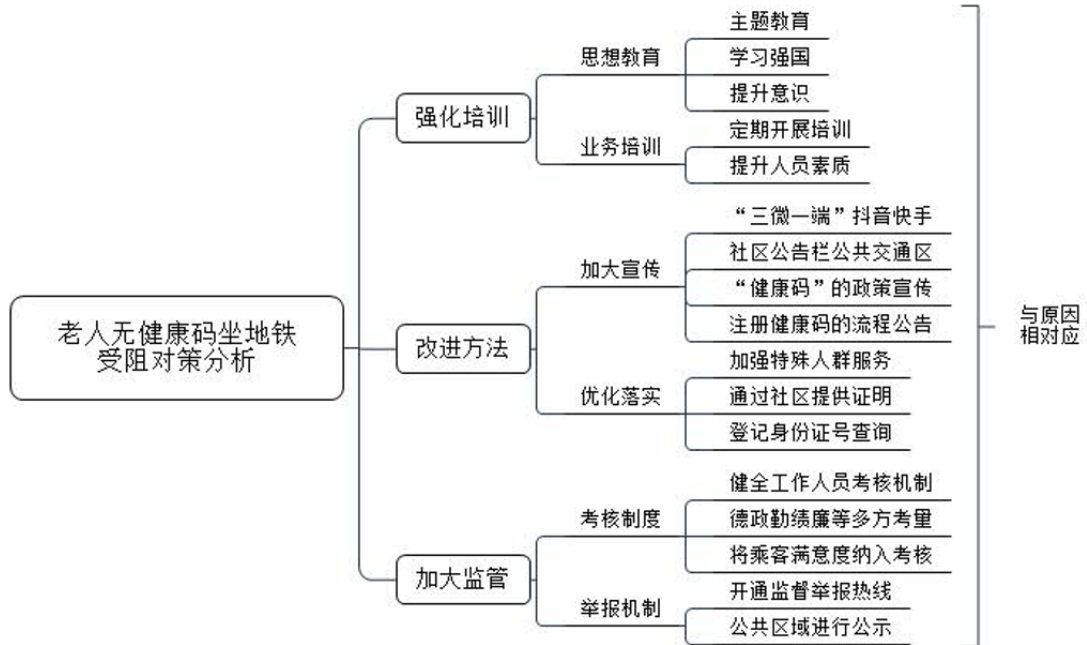 老人无健康码坐地铁
受阻对策分析
强化培训
思想教育
主题教育
学习强国
提升意识
业务培训
定期开展培训
提升人员素质
改进方法
加大宣传
“三微一端”抖音快手
社区公告栏公共交通区
“健康码”的政策宣传
注册健康码的流程公告
优化落实
加强特殊人群服务
通过社区提供证明
登记身份证号查询
加大监管
考核制度
健全工作人员考核机制
德政勤绩廉等多方考量
将乘客满意度纳入考核
举报机制
开通监督举报热线
公共区域进行公示
与原因
相对应